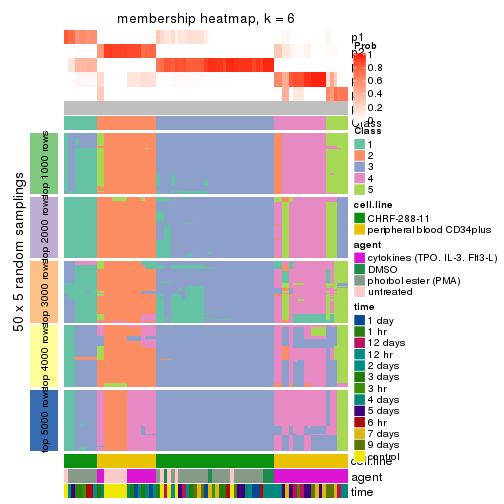 membership heatmap, k = 6
p1
p2
Prob
1
0.8
0.6
0.4
0.2
0
Class
Class
1
2
3
4
5
cell.line
CHRF-288-11
peripheral blood CD34plus
agent
cytokines (TPO, IL-3, Flt3-L)
DMSO
phorbol ester (PMA)
untreated
time
1 day
1 hr
12 days
12 hr
2 days
3 days
3 hr
4 days
5 days
6 hr
7 days
9 days
control
50 x 5 random samplings
top 1000 rows
top 2000 rows
top 3000 rows
top 4000 rows
top 5000 rows
cell.line
agent
time